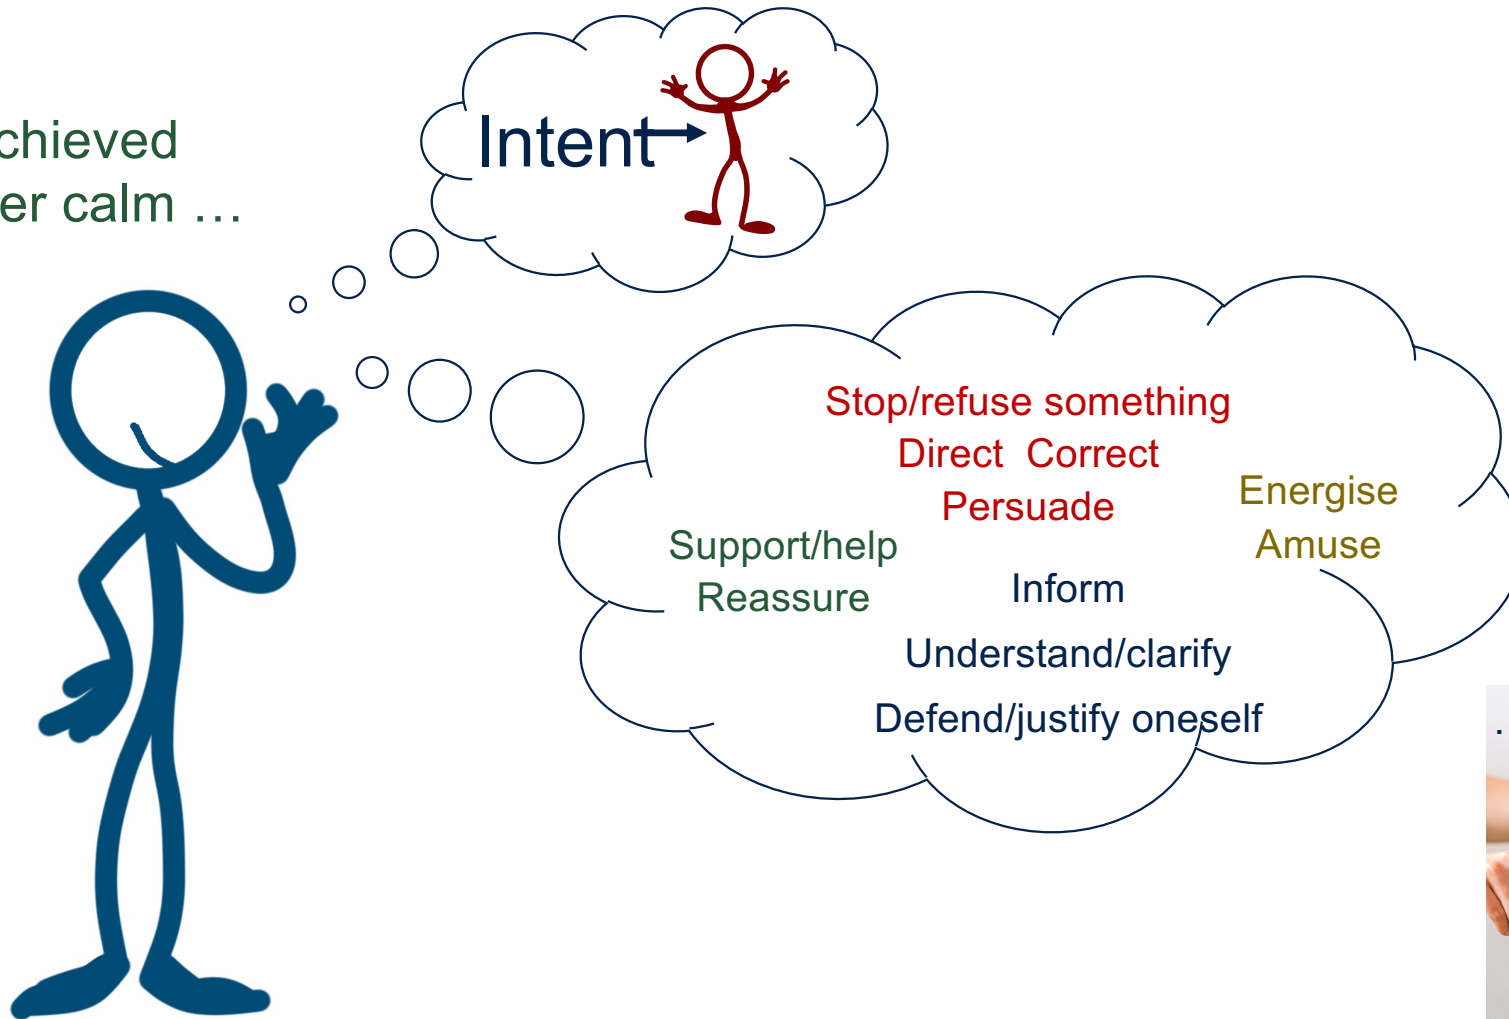 chieved
er calm …
Intent
Stop/refuse something
Direct Correct
Persuade
Energise
Amuse
Support/help
Reassure
Inform
Understand/clarify
Defend/justify oneself
.